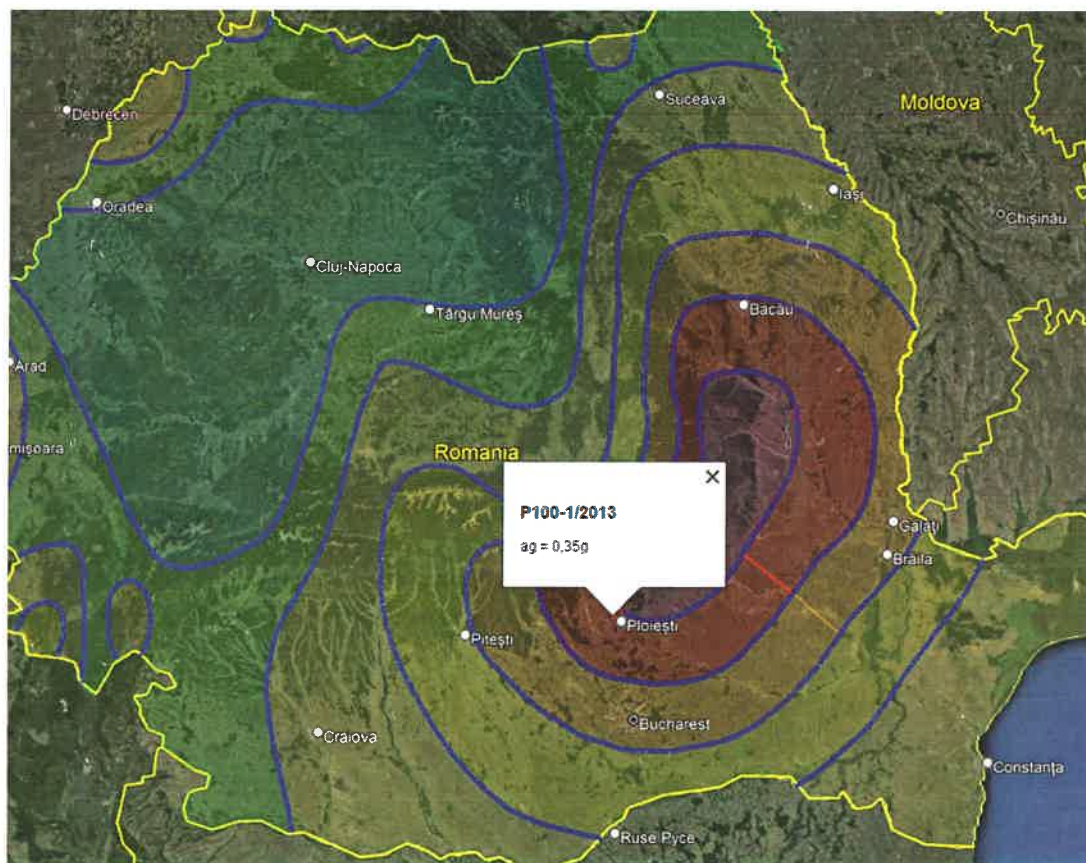 Suceava
Moldova
Debrecen
Iași
Oradea
Chișinău
Cluj-Napoca
Târgu Mureș
Bacău
Arad
mișoara
Romania
P100-1/2013
ag = 0,35g
Galați
Brăila
Ploiești
Pitești
Bucharest
Craiova
Constanța
Ruse Русе